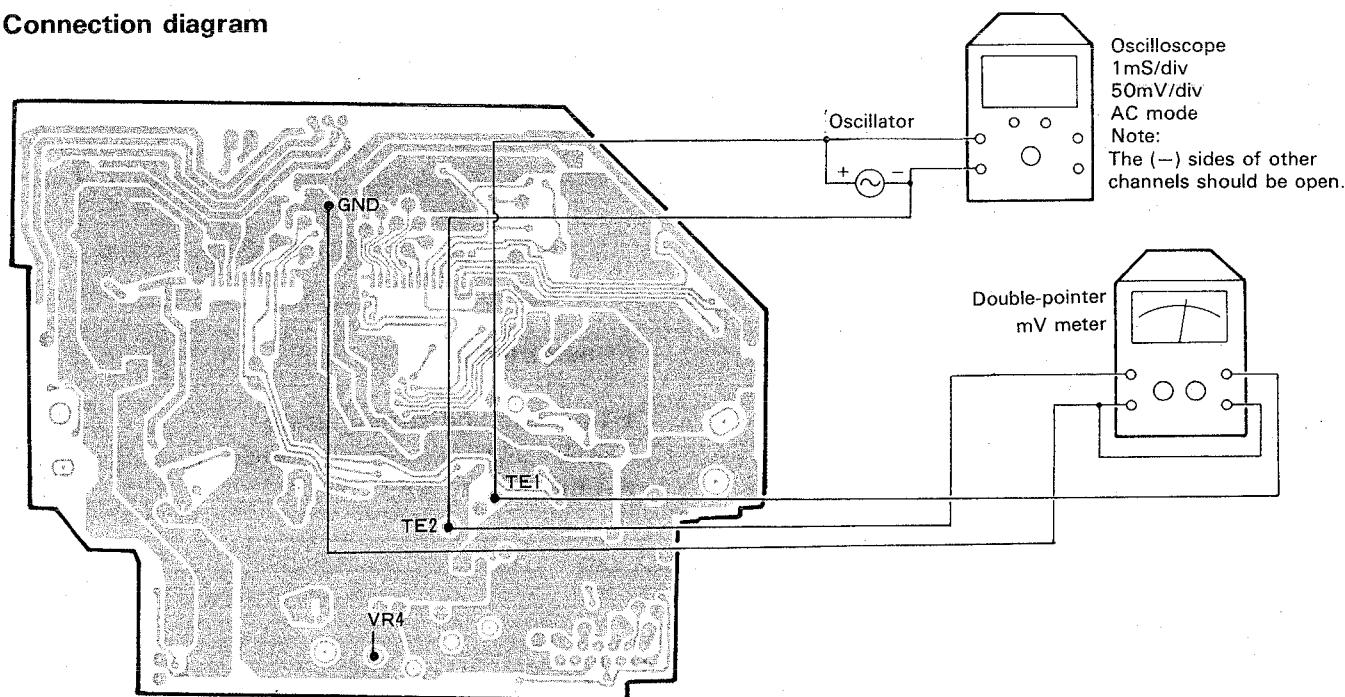 Connection diagram
Oscilloscope
1mS/div
50mV/div
AC mode
Note:
The (−) sides of other
channels should be open.
Oscillator
+ −
GND
Double-pointer
mV meter
TE1
TE2
VR4